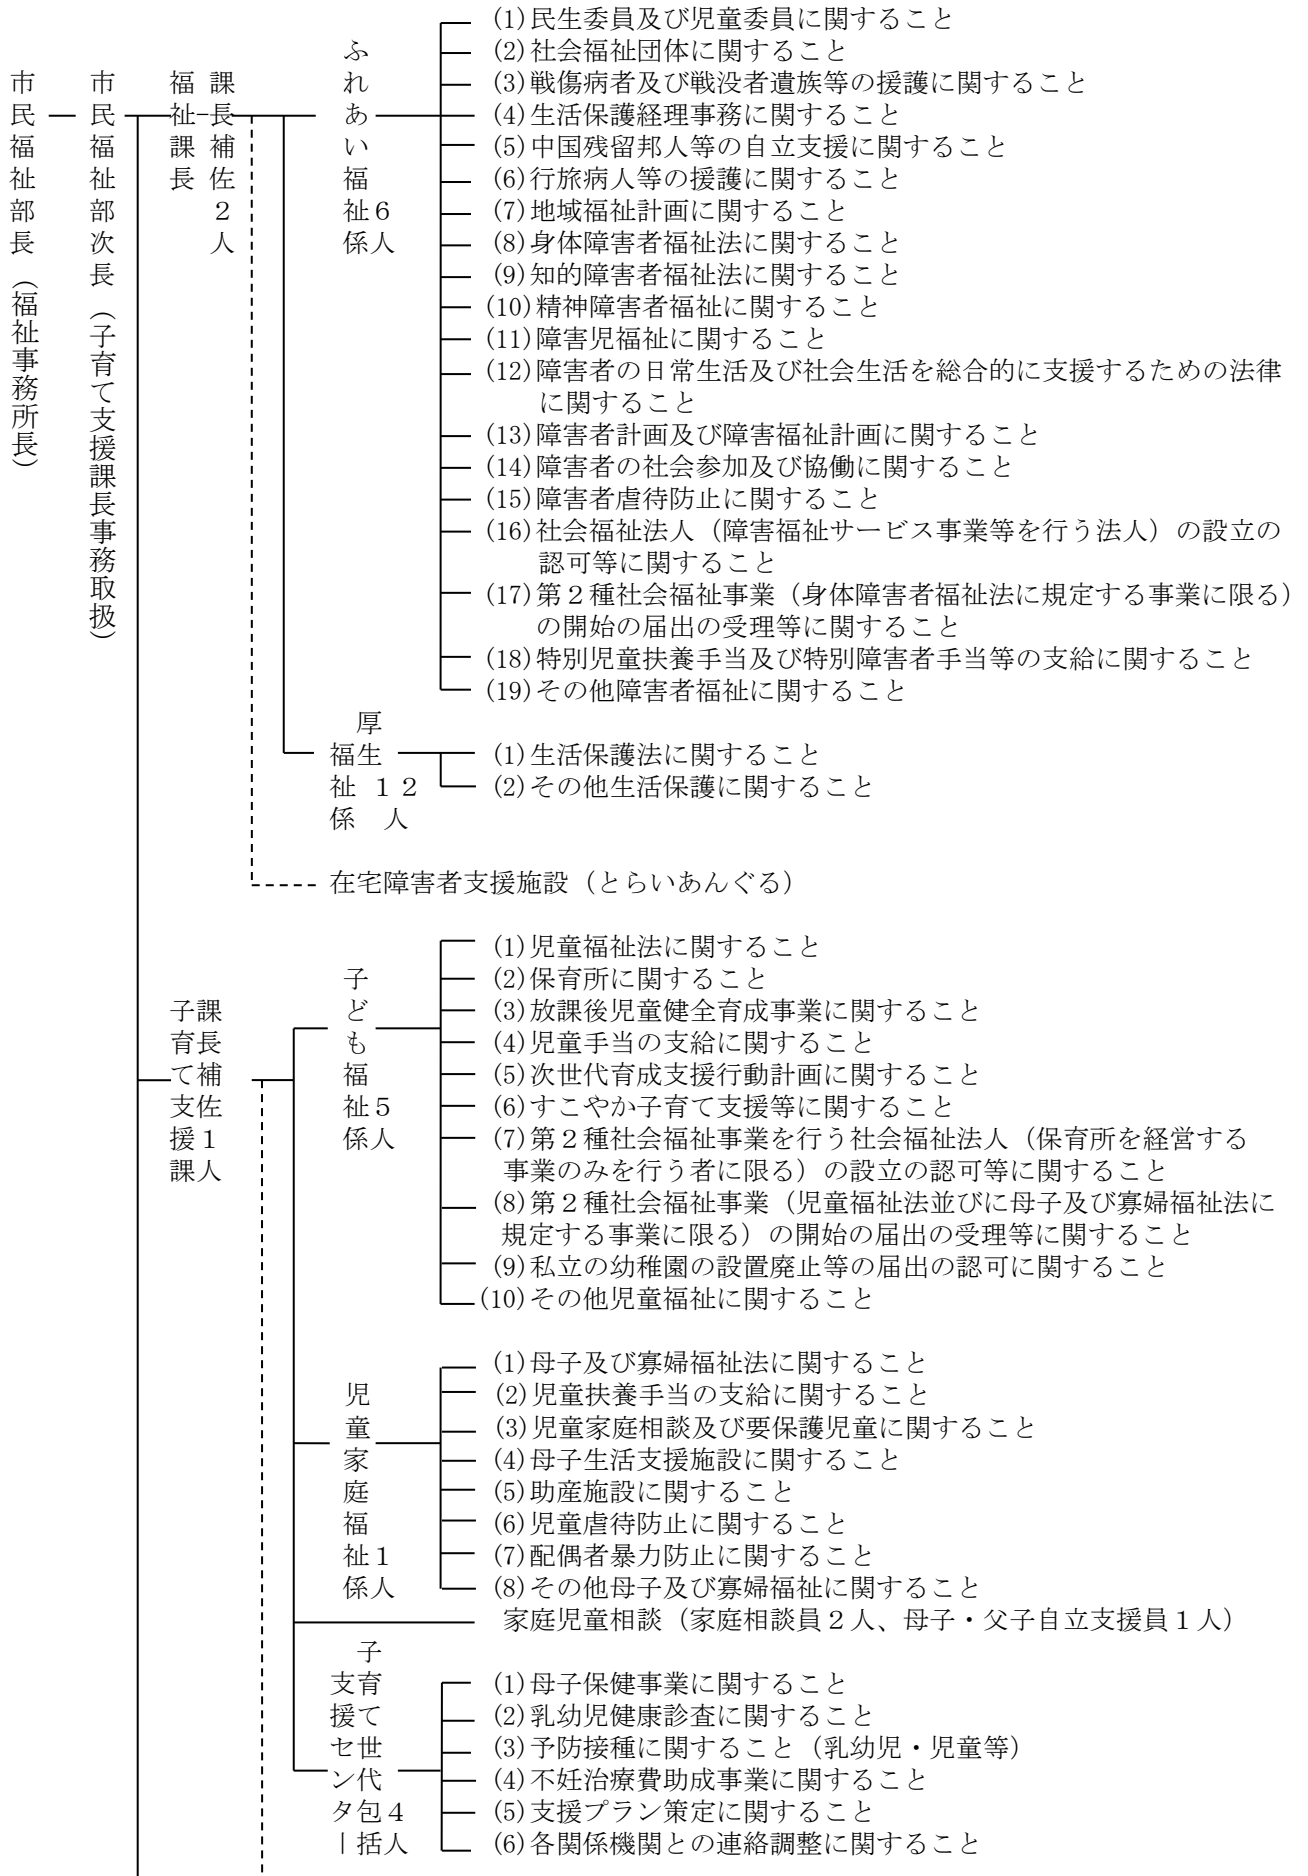 市民福祉部長（福祉事務所長）
市民福祉部次長（子育て支援課長事務取扱）
福祉課長
課長補佐２人
ふれあい福祉係
６人
(1)民生委員及び児童委員に関すること
(2)社会福祉団体に関すること
(3)戦傷病者及び戦没者遺族等の援護に関すること
(4)生活保護経理事務に関すること
(5)中国残留邦人等の自立支援に関すること
(6)行旅病人等の援護に関すること
(7)地域福祉計画に関すること
(8)身体障害者福祉法に関すること
(9)知的障害者福祉法に関すること
(10)精神障害者福祉に関すること
(11)障害児福祉に関すること
(12)障害者の日常生活及び社会生活を総合的に支援するための法律
に関すること
(13)障害者計画及び障害福祉計画に関すること
(14)障害者の社会参加及び協働に関すること
(15)障害者虐待防止に関すること
(16)社会福祉法人（障害福祉サービス事業等を行う法人）の設立の
認可等に関すること
(17)第２種社会福祉事業（身体障害者福祉法に規定する事業に限る）
の開始の届出の受理等に関すること
(18)特別児童扶養手当及び特別障害者手当等の支給に関すること
(19)その他障害者福祉に関すること
厚生
福祉係
１２人
(1)生活保護法に関すること
(2)その他生活保護に関すること
在宅障害者支援施設（とらいあんぐる）
子育て支援課
課長補佐１人
子ども福祉係
５人
(1)児童福祉法に関すること
(2)保育所に関すること
(3)放課後児童健全育成事業に関すること
(4)児童手当の支給に関すること
(5)次世代育成支援行動計画に関すること
(6)すこやか子育て支援等に関すること
(7)第２種社会福祉事業を行う社会福祉法人（保育所を経営する
事業のみを行う者に限る）の設立の認可等に関すること
(8)第２種社会福祉事業（児童福祉法並びに母子及び寡婦福祉法に
規定する事業に限る）の開始の届出の受理等に関すること
(9)私立の幼稚園の設置廃止等の届出の認可に関すること
(10)その他児童福祉に関すること
児童家庭福祉係
１人
(1)母子及び寡婦福祉法に関すること
(2)児童扶養手当の支給に関すること
(3)児童家庭相談及び要保護児童に関すること
(4)母子生活支援施設に関すること
(5)助産施設に関すること
(6)児童虐待防止に関すること
(7)配偶者暴力防止に関すること
(8)その他母子及び寡婦福祉に関すること
家庭児童相談（家庭相談員２人、母子・父子自立支援員１人）
子育て世代包括
支援センター
４人
(1)母子保健事業に関すること
(2)乳幼児健康診査に関すること
(3)予防接種に関すること（乳幼児・児童等）
(4)不妊治療費助成事業に関すること
(5)支援プラン策定に関すること
(6)各関係機関との連絡調整に関すること